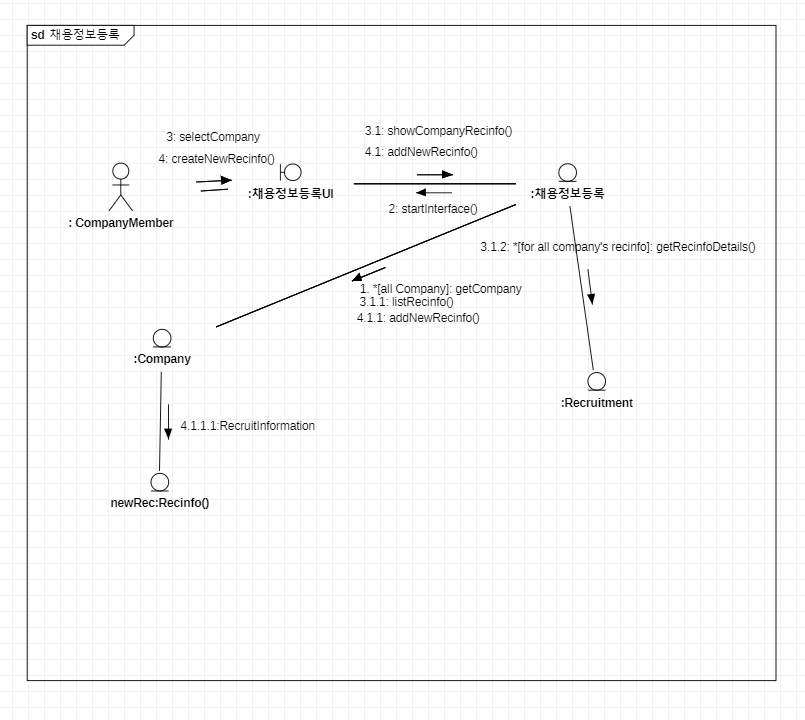 sd 채용정보등록
3: selectCompany
4: createNewRecinfo()
3.1: showCompanyRecinfo()
4.1: addNewRecinfo()
: CompanyMember
:채용정보등록UI
2: startInterface()
:채용정보등록
3.1.2: *[for all company's recinfo]: getRecinfoDetails()
1. *[all Company]: getCompany
3.1.1: listRecinfo()
4.1.1: addNewRecinfo()
:Company
:Recruitment
4.1.1.1:RecruitInformation
newRec:Recinfo()